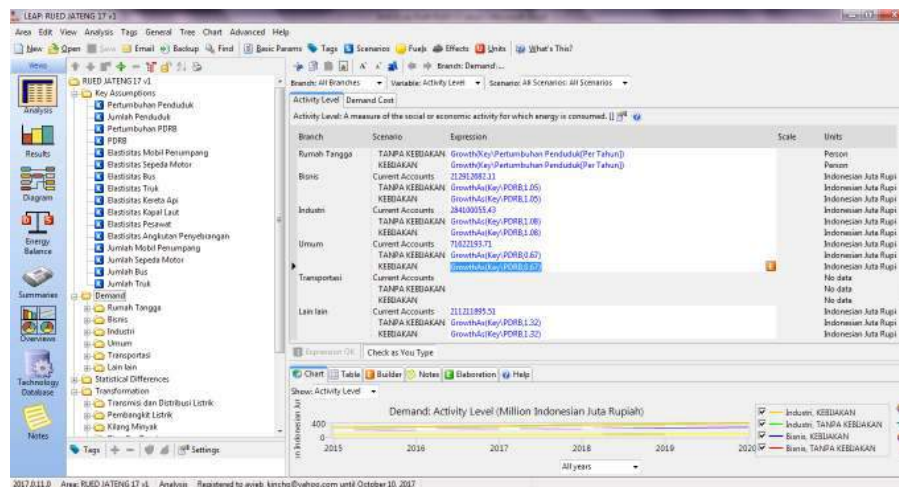 LEAP: RUED JATENG 17 v1
Area Edit View Analysis Tags General Tree Chart Advanced Help
New Open Save Email Backup Find Basic Params Tags Scenarios Fuels Effects Units What's This?
Views
Analysis
Results
Diagram
Energy Balance
Summaries
Overviews
Technology Database
Notes
RUED JATENG 17 v1
Key Assumptions
Pertumbuhan Penduduk
Jumlah Penduduk
Pertumbuhan PDRB
PDRB
Elastisitas Mobil Penumpang
Elastisitas Sepeda Motor
Elastisitas Bus
Elastisitas Truk
Elastisitas Kereta Api
Elastisitas Kapal Laut
Elastisitas Pesawat
Elastisitas Angkutan Penyebrangan
Jumlah Mobil Penumpang
Jumlah Sepeda Motor
Jumlah Bus
Jumlah Truk
Demand
Rumah Tangga
Bisnis
Industri
Umum
Transportasi
Lain lain
Statistical Differences
Transformation
Transmisi dan Distribusi Listrik
Pembangkit Listrik
Kilang Minyak
Tags Settings
Branch: Demand...
Branch: All Branches Variable: Activity Level Scenario: All Scenarios: All Scenarios
Activity Level Demand Cost
Activity Level: A measure of the social or economic activity for which energy is consumed.
Branch Scenario Expression Scale Units
Rumah Tangga TANPA KEBIJAKAN Growth(Key\Pertumbuhan Penduduk[Per Tahun]) Person
KEBIJAKAN Growth(Key\Pertumbuhan Penduduk[Per Tahun]) Person
Bisnis Current Accounts 212912682.11 Indonesian Juta Rupi
TANPA KEBIJAKAN GrowthAs(Key\PDRB,1.05) Indonesian Juta Rupi
KEBIJAKAN GrowthAs(Key\PDRB,1.05) Indonesian Juta Rupi
Industri Current Accounts 284100055.43 Indonesian Juta Rupi
TANPA KEBIJAKAN GrowthAs(Key\PDRB,1.08) Indonesian Juta Rupi
KEBIJAKAN GrowthAs(Key\PDRB,1.08) Indonesian Juta Rupi
Umum Current Accounts 71022193.71 Indonesian Juta Rupi
TANPA KEBIJAKAN GrowthAs(Key\PDRB,0.67) Indonesian Juta Rupi
KEBIJAKAN GrowthAs(Key\PDRB,0.67) Indonesian Juta Rupi
Transportasi Current Accounts No data
TANPA KEBIJAKAN No data
KEBIJAKAN No data
Lain lain Current Accounts 211211895.51 Indonesian Juta Rupi
TANPA KEBIJAKAN GrowthAs(Key\PDRB,1.32) Indonesian Juta Rupi
KEBIJAKAN GrowthAs(Key\PDRB,1.32) Indonesian Juta Rupi
Expression OK Check as You Type
Chart Table Builder Notes Elaboration Help
Show: Activity Level
Demand: Activity Level (Million Indonesian Juta Rupiah)
400
0
2015 2016 2017 2018 2019 2020
Industri, KEBIJAKAN
Industri, TANPA KEBIJAKAN
Bisnis, KEBIJAKAN
Bisnis, TANPA KEBIJAKAN
All years
2017.0.11.0 Area: RUED JATENG 17 v1 Analysis Registered to avieb_kincho@yahoo.com until October 10, 2017